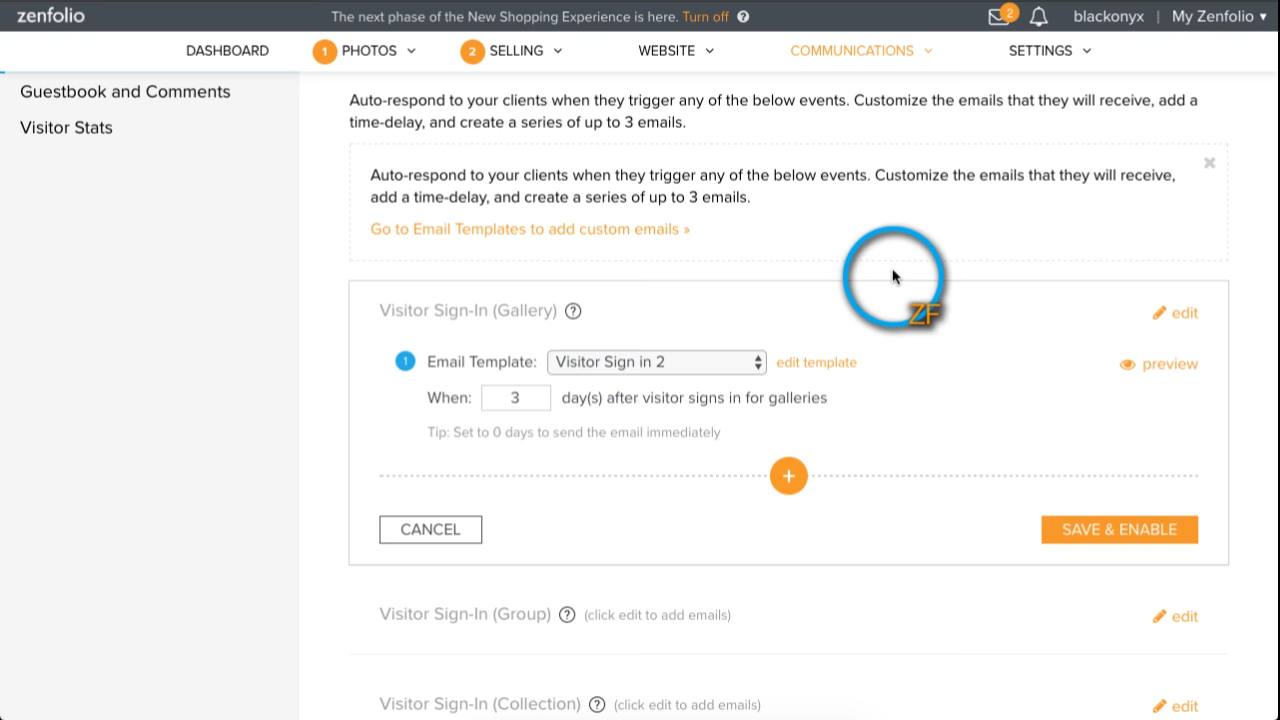 zenfolio
The next phase of the New Shopping Experience is here. Turn off ?
2
blackonyx | My Zenfolio
DASHBOARD
1 PHOTOS
2 SELLING
WEBSITE
COMMUNICATIONS
SETTINGS
Guestbook and Comments
Visitor Stats
Auto-respond to your clients when they trigger any of the below events. Customize the emails that they will receive, add a
time-delay, and create a series of up to 3 emails.
Auto-respond to your clients when they trigger any of the below events. Customize the emails that they will receive,
add a time-delay, and create a series of up to 3 emails.
Go to Email Templates to add custom emails »
ZF
Visitor Sign-In (Gallery) ?
edit
1 Email Template: Visitor Sign in 2 edit template
preview
When: 3 day(s) after visitor signs in for galleries
Tip: Set to 0 days to send the email immediately
+
CANCEL
SAVE & ENABLE
Visitor Sign-In (Group) ? (click edit to add emails)
edit
Visitor Sign-In (Collection) ? (click edit to add emails)
edit